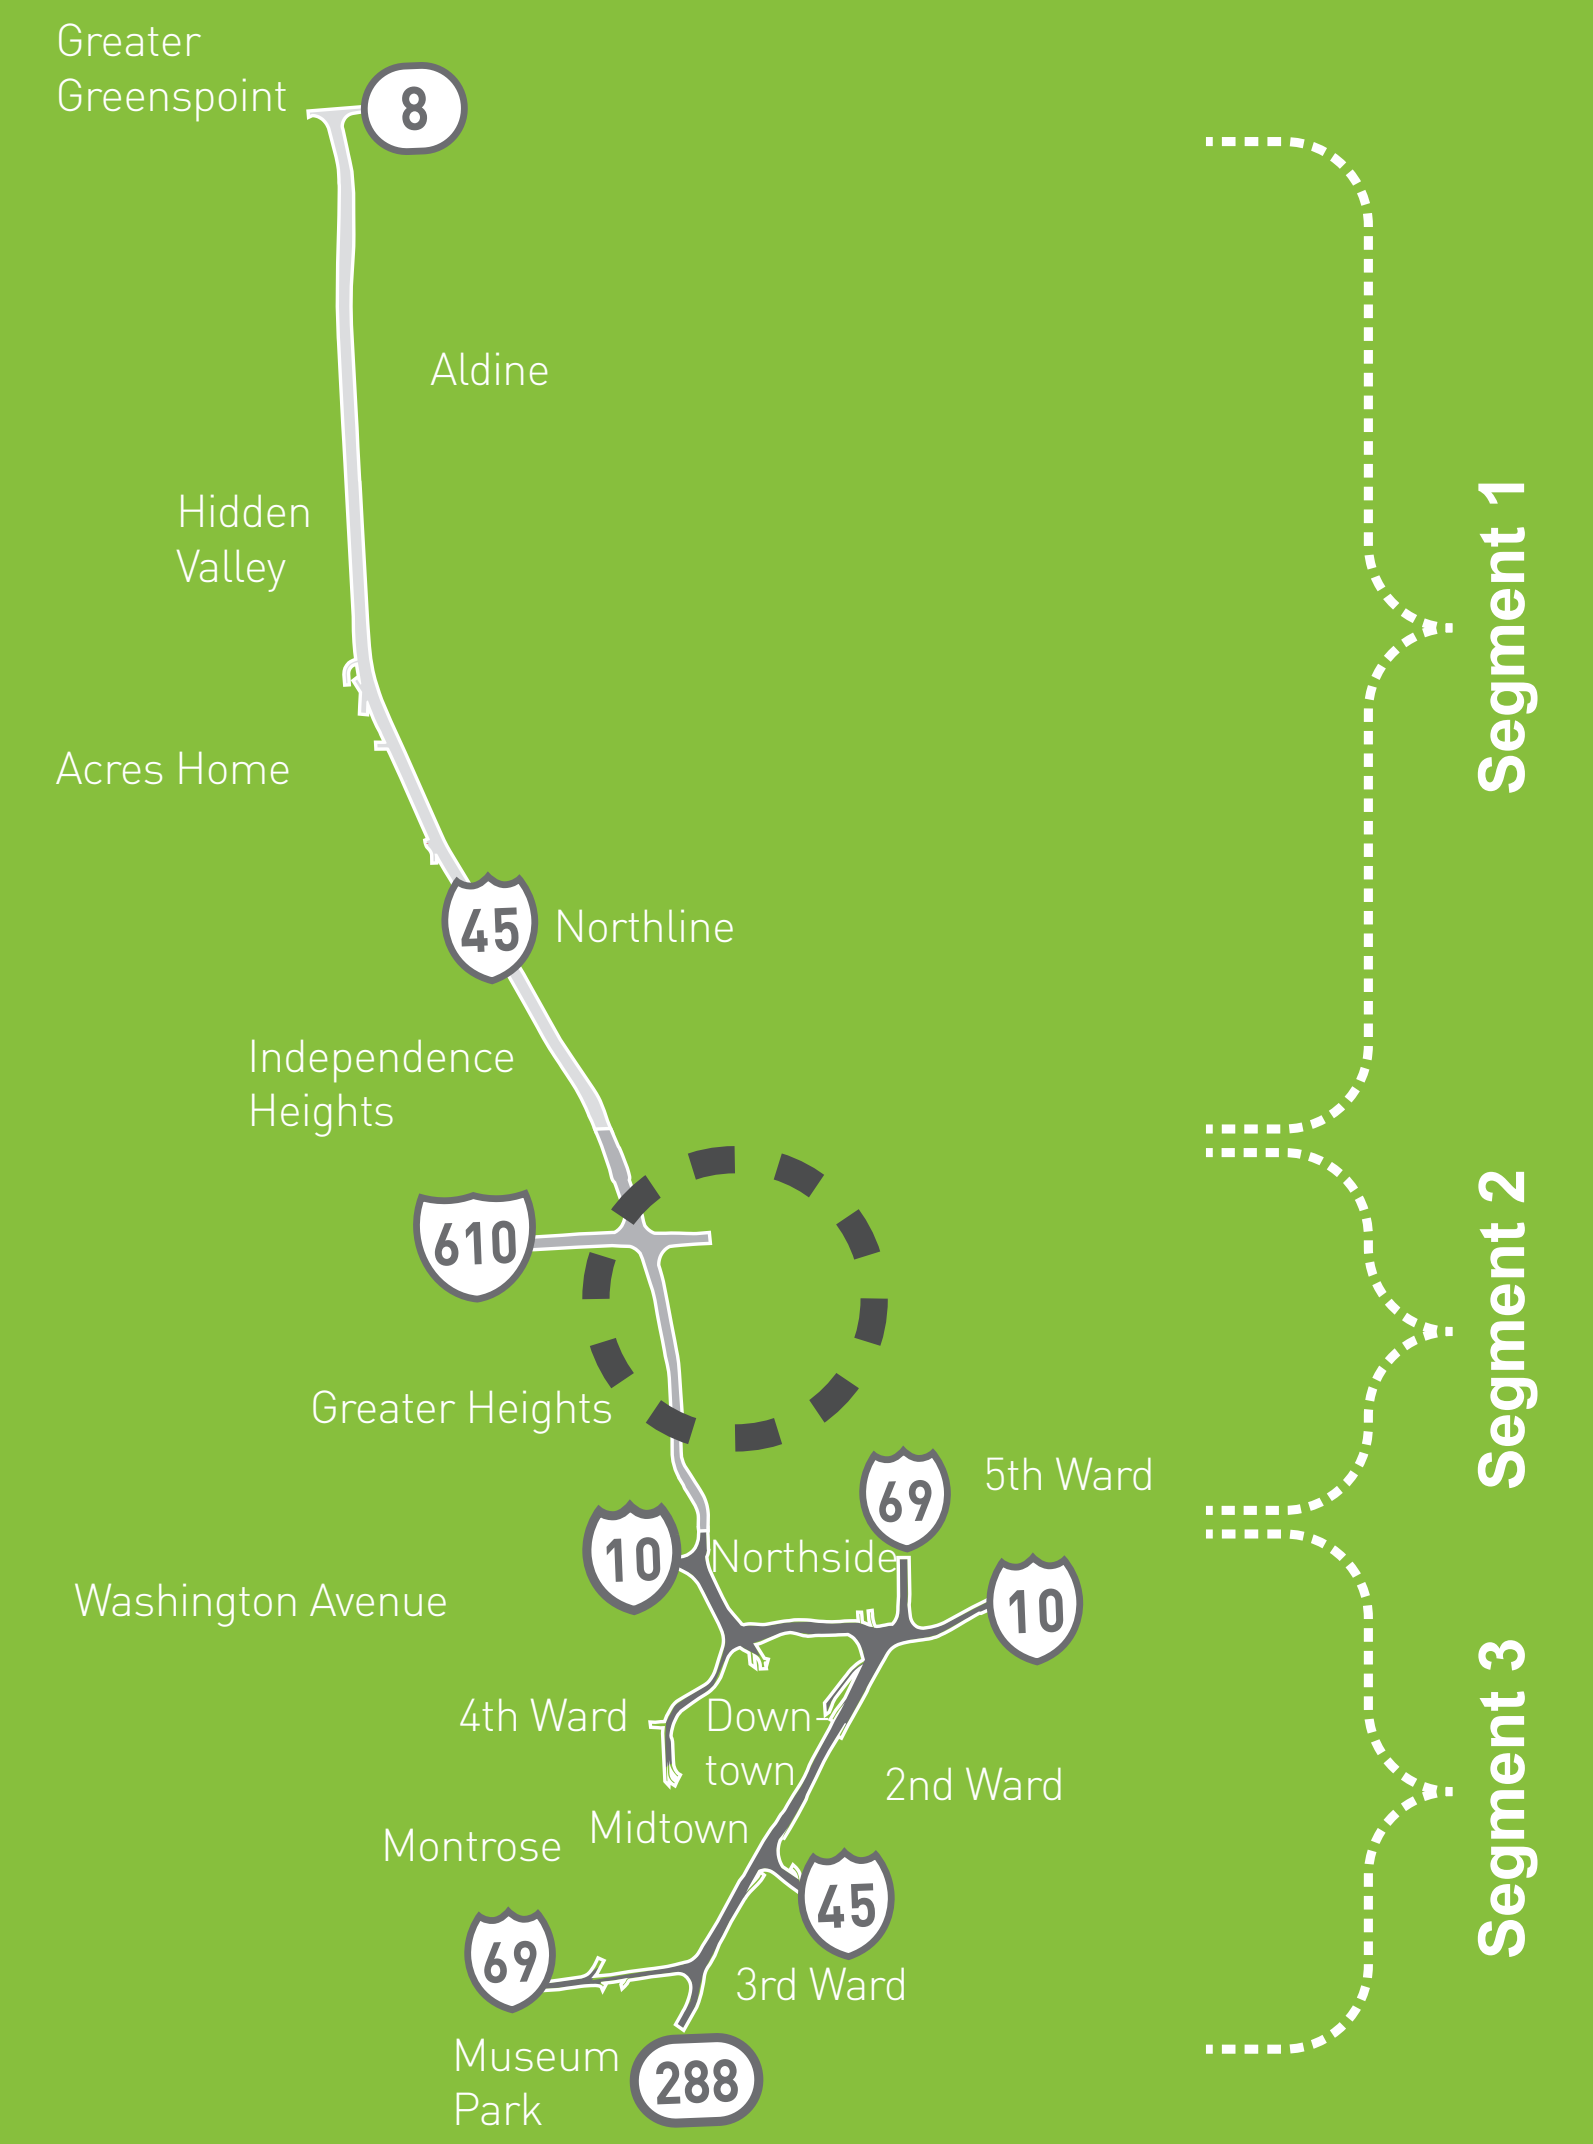 Greater
Greenspoint
8
Aldine
Hidden
Valley
Segment 1
Acres Home
45
Northline
Independence
Heights
610
Segment 2
Greater Heights
69
5th Ward
10
Northside
10
Washington Avenue
4th Ward
Down-
town
2nd Ward
Midtown
Montrose
Segment 3
45
69
3rd Ward
Museum
Park
288